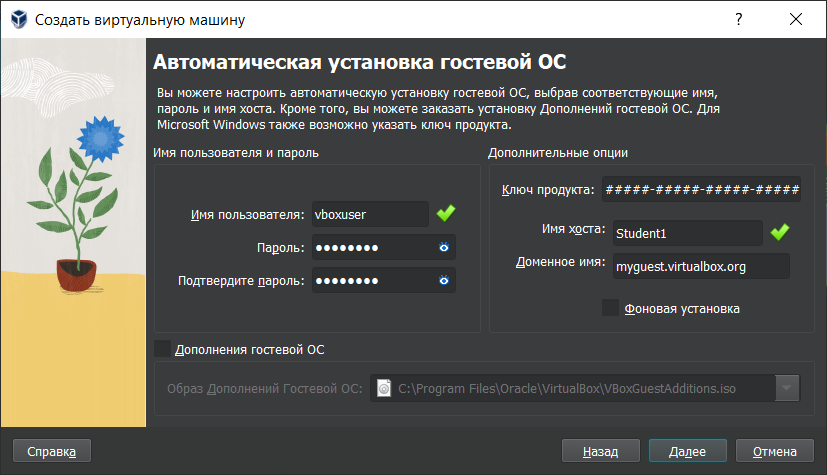 Создать виртуальную машину
?
Автоматическая установка гостевой ОС
Вы можете настроить автоматическую установку гостевой ОС, выбрав соответствующие имя,
пароль и имя хоста. Кроме того, вы можете заказать установку Дополнений гостевой ОС. Для
Microsoft Windows также возможно указать ключ продукта.
Имя пользователя и пароль
Имя пользователя: vboxuser
Пароль: ●●●●●●●●
Подтвердите пароль: ●●●●●●●●
Дополнительные опции
Ключ продукта: #####-#####-#####-#####
Имя хоста: Student1
Доменное имя: myguest.virtualbox.org
Фоновая установка
Дополнения гостевой ОС
Образ Дополнений Гостевой ОС: C:\Program Files\Oracle\VirtualBox\VBoxGuestAdditions.iso
Справка Назад Далее Отмена